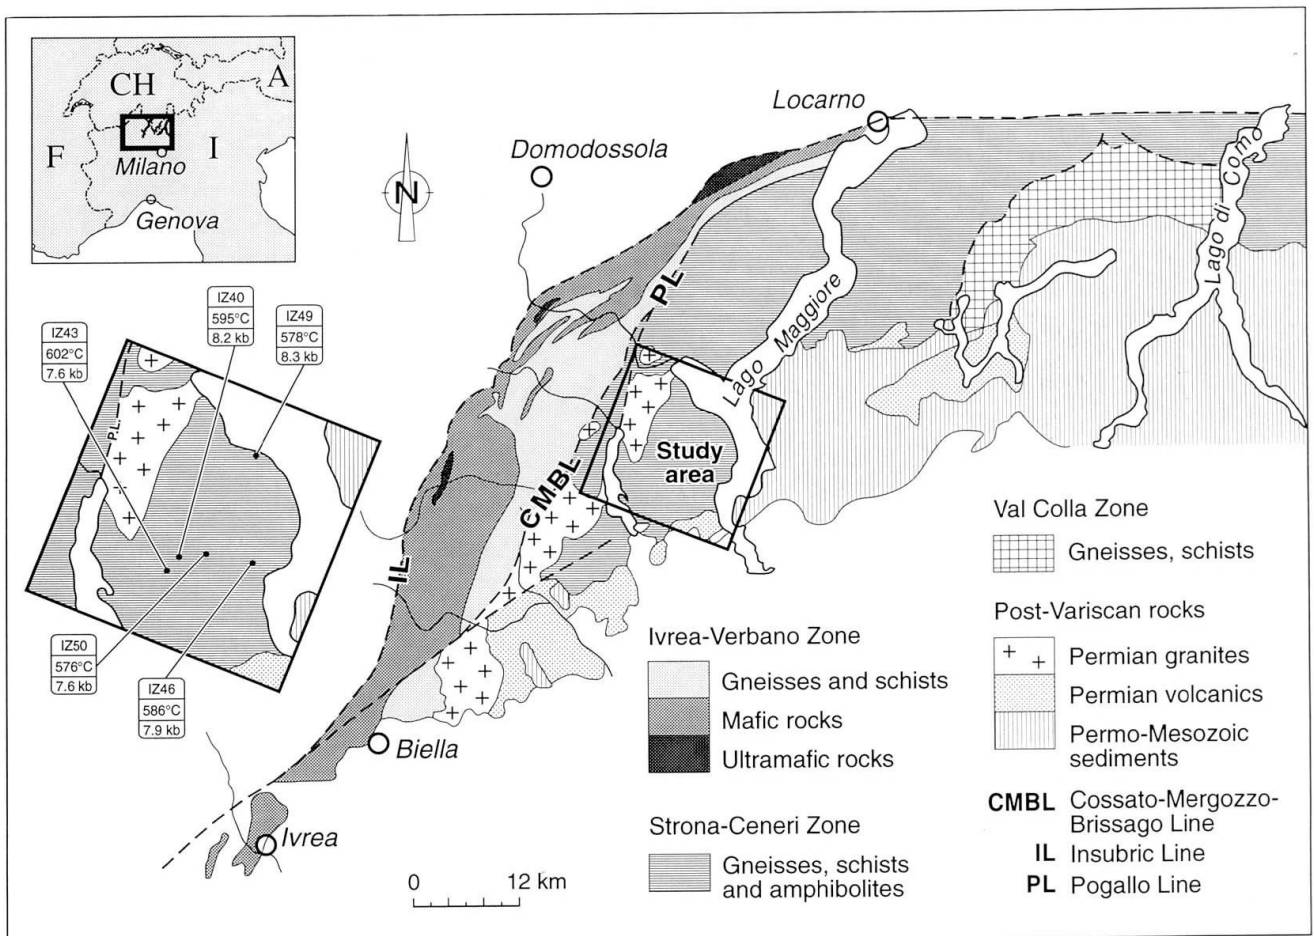 CH
A
F
I
Milano
Genova
N
Domodossola
Locarno
Lago di Como
Lago Maggiore
PL
CMBL
IL
Study
area
Biella
Ivrea
IZ40
595°C
8.2 kb
IZ49
578°C
8.3 kb
IZ43
602°C
7.6 kb
P.L.
IZ50
576°C
7.6 kb
IZ46
586°C
7.9 kb
0 12 km
Ivrea-Verbano Zone
Gneisses and schists
Mafic rocks
Ultramafic rocks
Strona-Ceneri Zone
Gneisses, schists
and amphibolites
Val Colla Zone
Gneisses, schists
Post-Variscan rocks
Permian granites
Permian volcanics
Permo-Mesozoic
sediments
CMBL Cossato-Mergozzo-
Brissago Line
IL Insubric Line
PL Pogallo Line